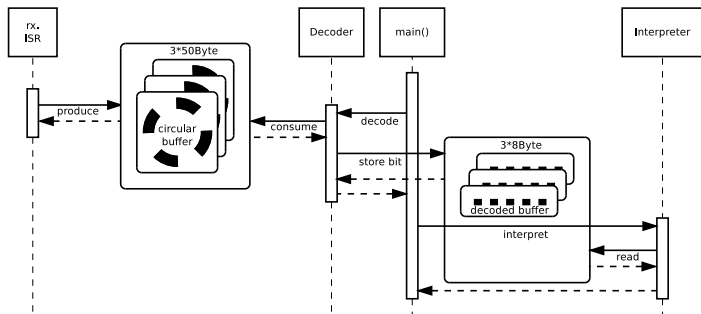 rx.
ISR
Decoder
main()
Interpreter
3*50Byte
circular
buffer
produce
consume
decode
store bit
3*8Byte
decoded buffer
interpret
read